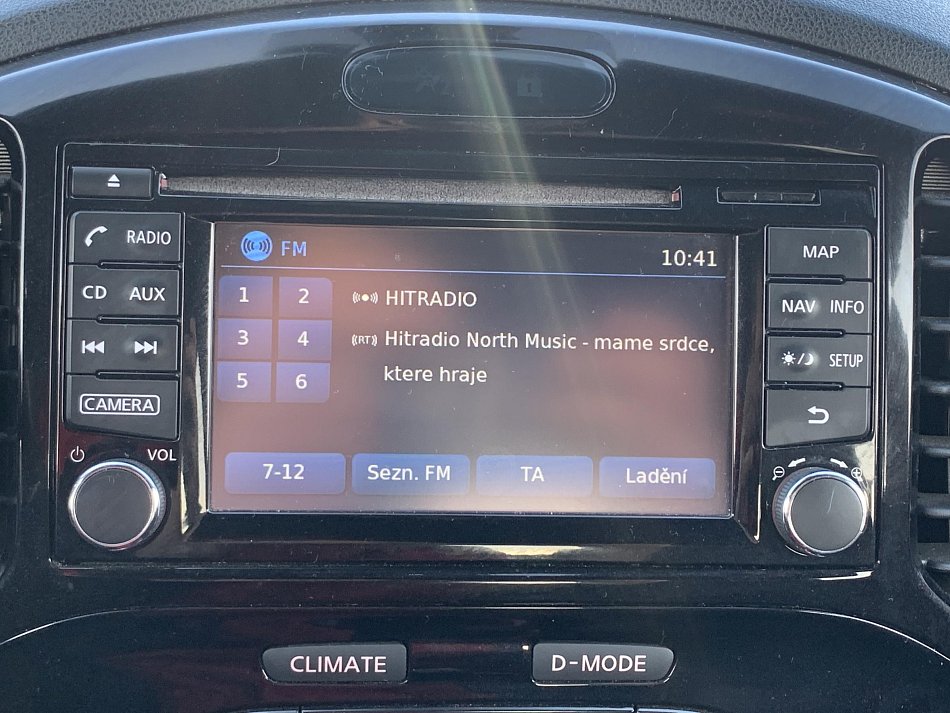 FM
10:41
RADIO
CD AUX
CAMERA
VOL
1 2
3 4
5 6
HITRADIO
(RT) Hitradio North Music - mame srdce,
ktere hraje
7-12 Sezn. FM TA Ladění
MAP
NAV INFO
SETUP
CLIMATE D-MODE